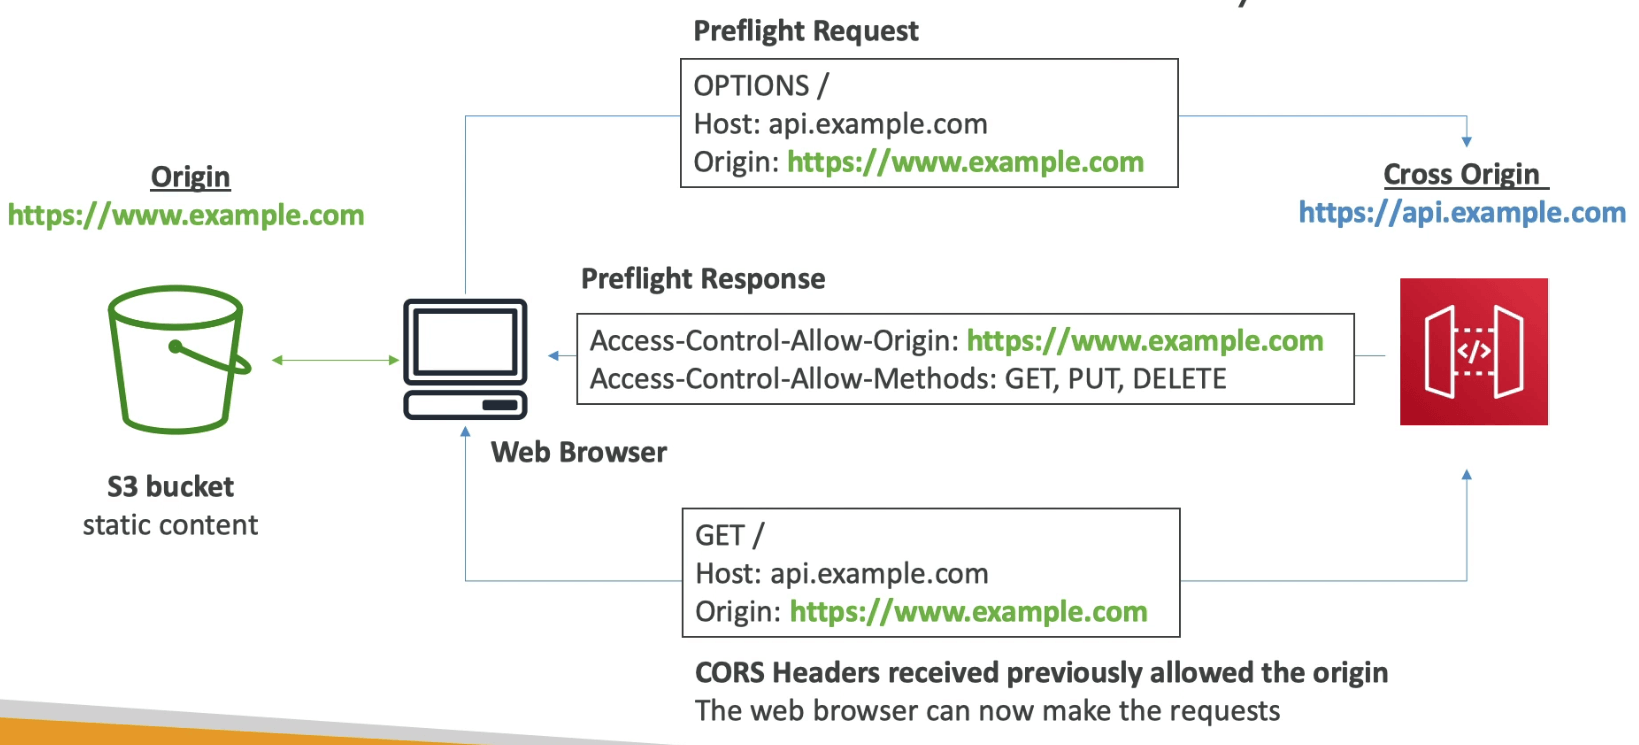 Preflight Request
OPTIONS /
Host: api.example.com
Origin: https://www.example.com
Origin
https://www.example.com
Cross Origin
https://api.example.com
Preflight Response
Access-Control-Allow-Origin: https://www.example.com
Access-Control-Allow-Methods: GET, PUT, DELETE
</>
Web Browser
S3 bucket
static content
GET /
Host: api.example.com
Origin: https://www.example.com
CORS Headers received previously allowed the origin
The web browser can now make the requests